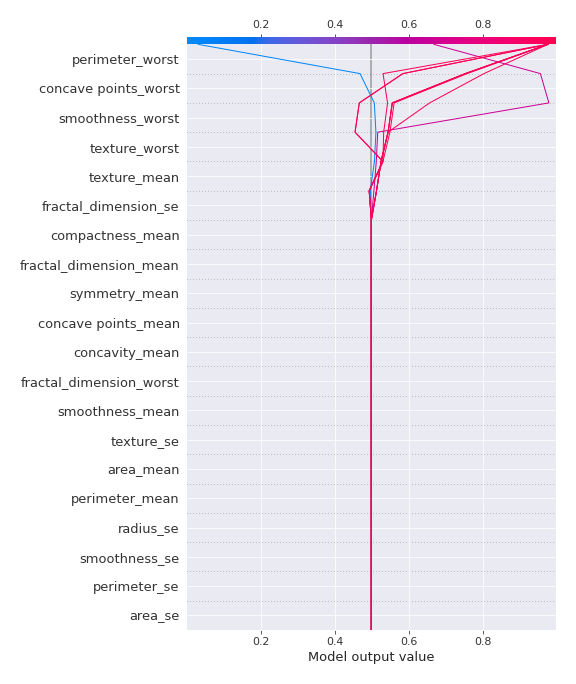 0.2 0.4 0.6 0.8
perimeter_worst
concave points_worst
smoothness_worst
texture_worst
texture_mean
fractal_dimension_se
compactness_mean
fractal_dimension_mean
symmetry_mean
concave points_mean
concavity_mean
fractal_dimension_worst
smoothness_mean
texture_se
area_mean
perimeter_mean
radius_se
smoothness_se
perimeter_se
area_se
0.2 0.4 0.6 0.8
Model output value